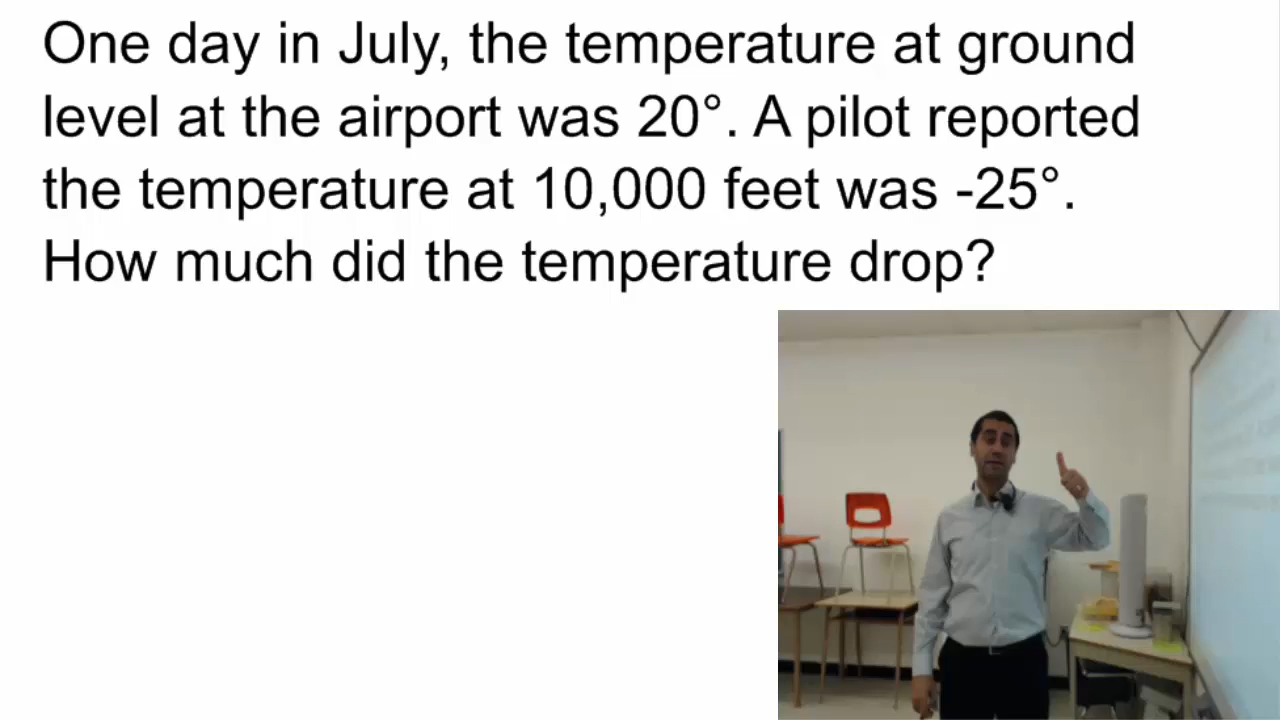 One day in July, the temperature at ground
level at the airport was 20°. A pilot reported
the temperature at 10,000 feet was -25°.
How much did the temperature drop?